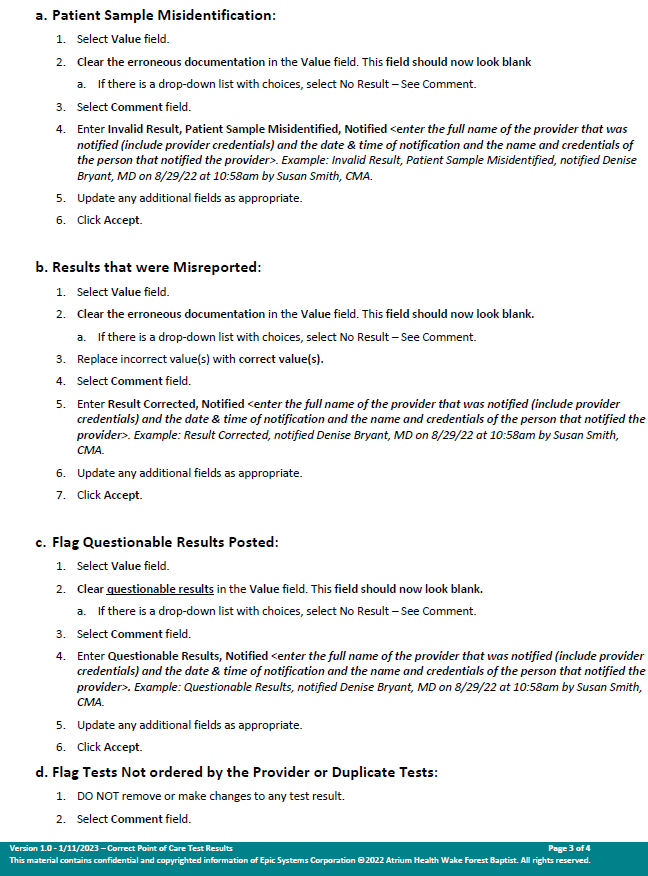 a. Patient Sample Misidentification:
1. Select Value field.
2. Clear the erroneous documentation in the Value field. This field should now look blank
a. If there is a drop-down list with choices, select No Result – See Comment.
3. Select Comment field.
4. Enter Invalid Result, Patient Sample Misidentified, Notified <enter the full name of the provider that was
notified (include provider credentials) and the date & time of notification and the name and credentials of
the person that notified the provider>. Example: Invalid Result, Patient Sample Misidentified, notified Denise
Bryant, MD on 8/29/22 at 10:58am by Susan Smith, CMA.
5. Update any additional fields as appropriate.
6. Click Accept.
b. Results that were Misreported:
1. Select Value field.
2. Clear the erroneous documentation in the Value field. This field should now look blank.
a. If there is a drop-down list with choices, select No Result – See Comment.
3. Replace incorrect value(s) with correct value(s).
4. Select Comment field.
5. Enter Result Corrected, Notified <enter the full name of the provider that was notified (include provider
credentials) and the date & time of notification and the name and credentials of the person that notified the
provider>. Example: Result Corrected, notified Denise Bryant, MD on 8/29/22 at 10:58am by Susan Smith,
CMA.
6. Update any additional fields as appropriate.
7. Click Accept.
c. Flag Questionable Results Posted:
1. Select Value field.
2. Clear questionable results in the Value field. This field should now look blank.
a. If there is a drop-down list with choices, select No Result – See Comment.
3. Select Comment field.
4. Enter Questionable Results, Notified <enter the full name of the provider that was notified (include provider
credentials) and the date & time of notification and the name and credentials of the person that notified the
provider>. Example: Questionable Results, notified Denise Bryant, MD on 8/29/22 at 10:58am by Susan Smith,
CMA.
5. Update any additional fields as appropriate.
6. Click Accept.
d. Flag Tests Not ordered by the Provider or Duplicate Tests:
1. DO NOT remove or make changes to any test result.
2. Select Comment field.
Version 1.0 - 1/11/2023 – Correct Point of Care Test Results Page 3 of 4
This material contains confidential and copyrighted information of Epic Systems Corporation ©2022 Atrium Health Wake Forest Baptist. All rights reserved.